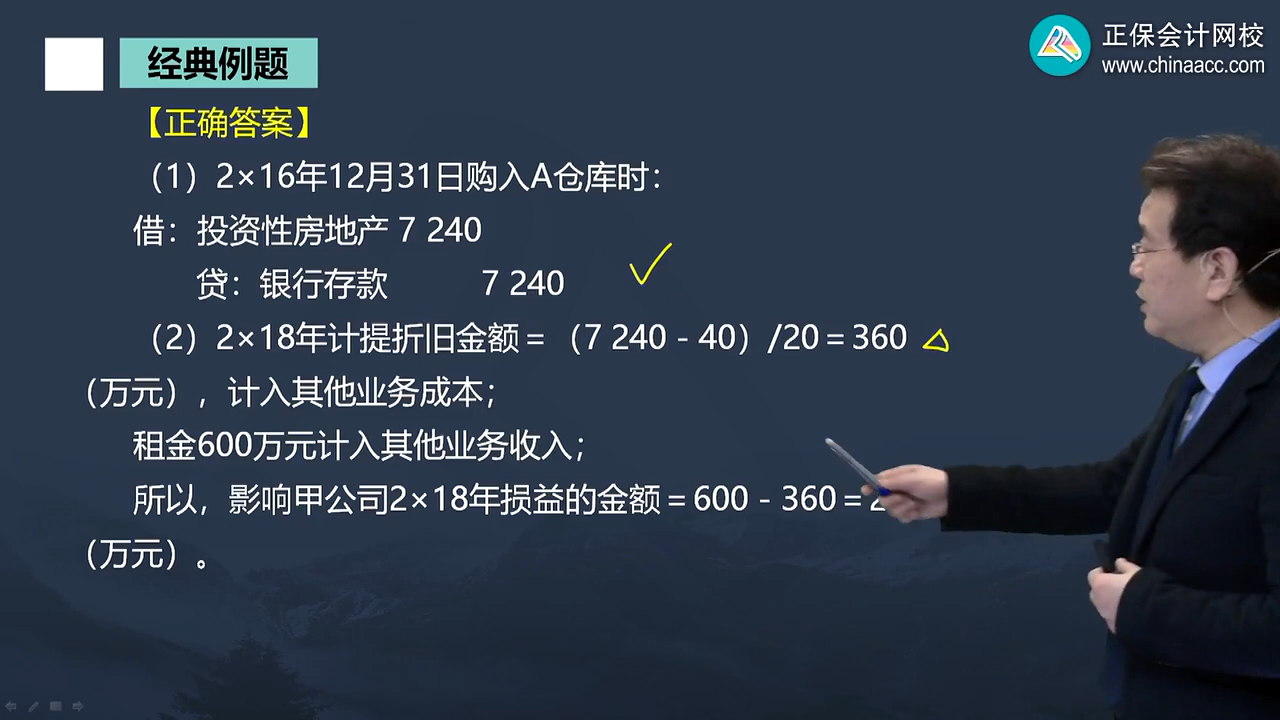 正保会计网校
www.chinaacc.com
经典例题
【正确答案】
（1）2×16年12月31日购入A仓库时：
借：投资性房地产 7 240
贷：银行存款 7 240
（2）2×18年计提折旧金额＝（7 240－40）/20＝360
（万元），计入其他业务成本；
租金600万元计入其他业务收入；
所以，影响甲公司2×18年损益的金额＝600－360＝2
（万元）。